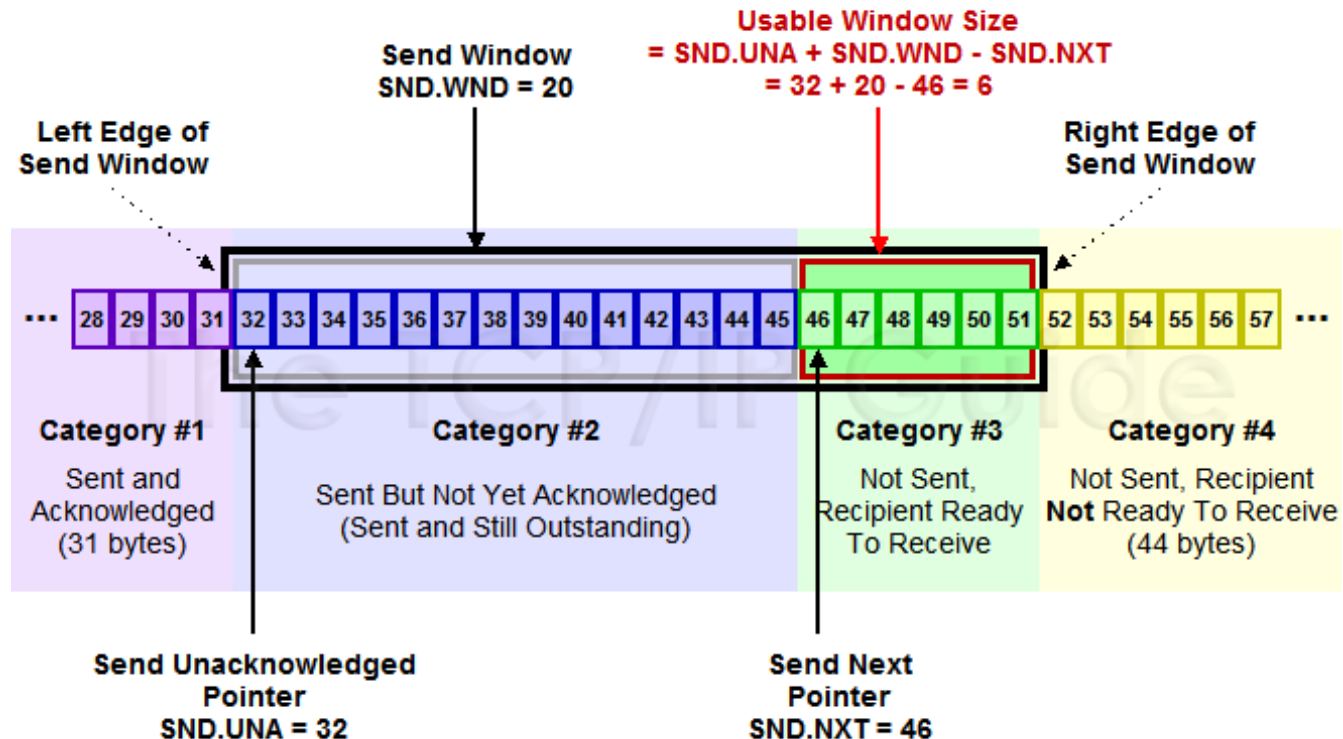 Usable Window Size
= SND.UNA + SND.WND - SND.NXT
= 32 + 20 - 46 = 6
Send Window
SND.WND = 20
Left Edge of
Send Window
Right Edge of
Send Window
... 28 29 30 31 32 33 34 35 36 37 38 39 40 41 42 43 44 45 46 47 48 49 50 51 52 53 54 55 56 57 ...
The TCP/IP Guide
Category #1
Sent and
Acknowledged
(31 bytes)
Category #2
Sent But Not Yet Acknowledged
(Sent and Still Outstanding)
Category #3
Not Sent,
Recipient Ready
To Receive
Category #4
Not Sent, Recipient
Not Ready To Receive
(44 bytes)
Send Unacknowledged
Pointer
SND.UNA = 32
Send Next
Pointer
SND.NXT = 46